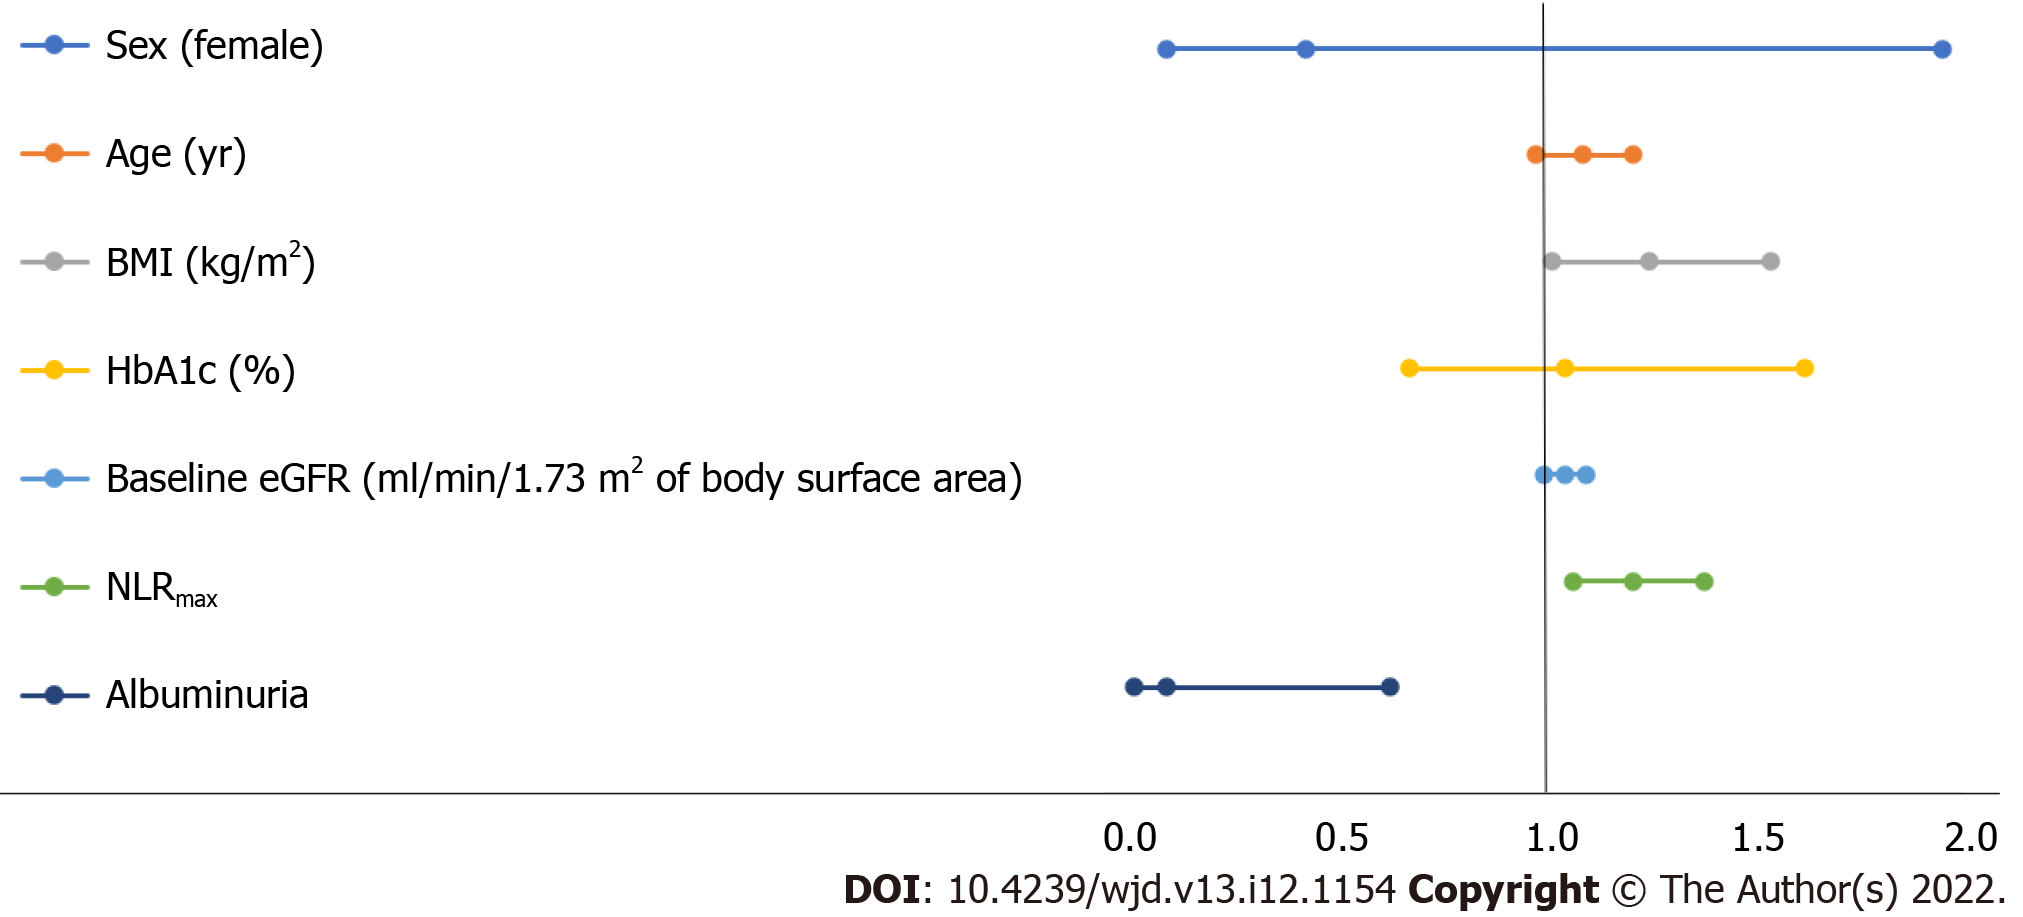 Sex (female)
Age (yr)
BMI (kg/m²)
HbA1c (%)
Baseline eGFR (ml/min/1.73 m² of body surface area)
NLRmax
Albuminuria
0.0 0.5 1.0 1.5 2.0
DOI: 10.4239/wjd.v13.i12.1154 Copyright © The Author(s) 2022.